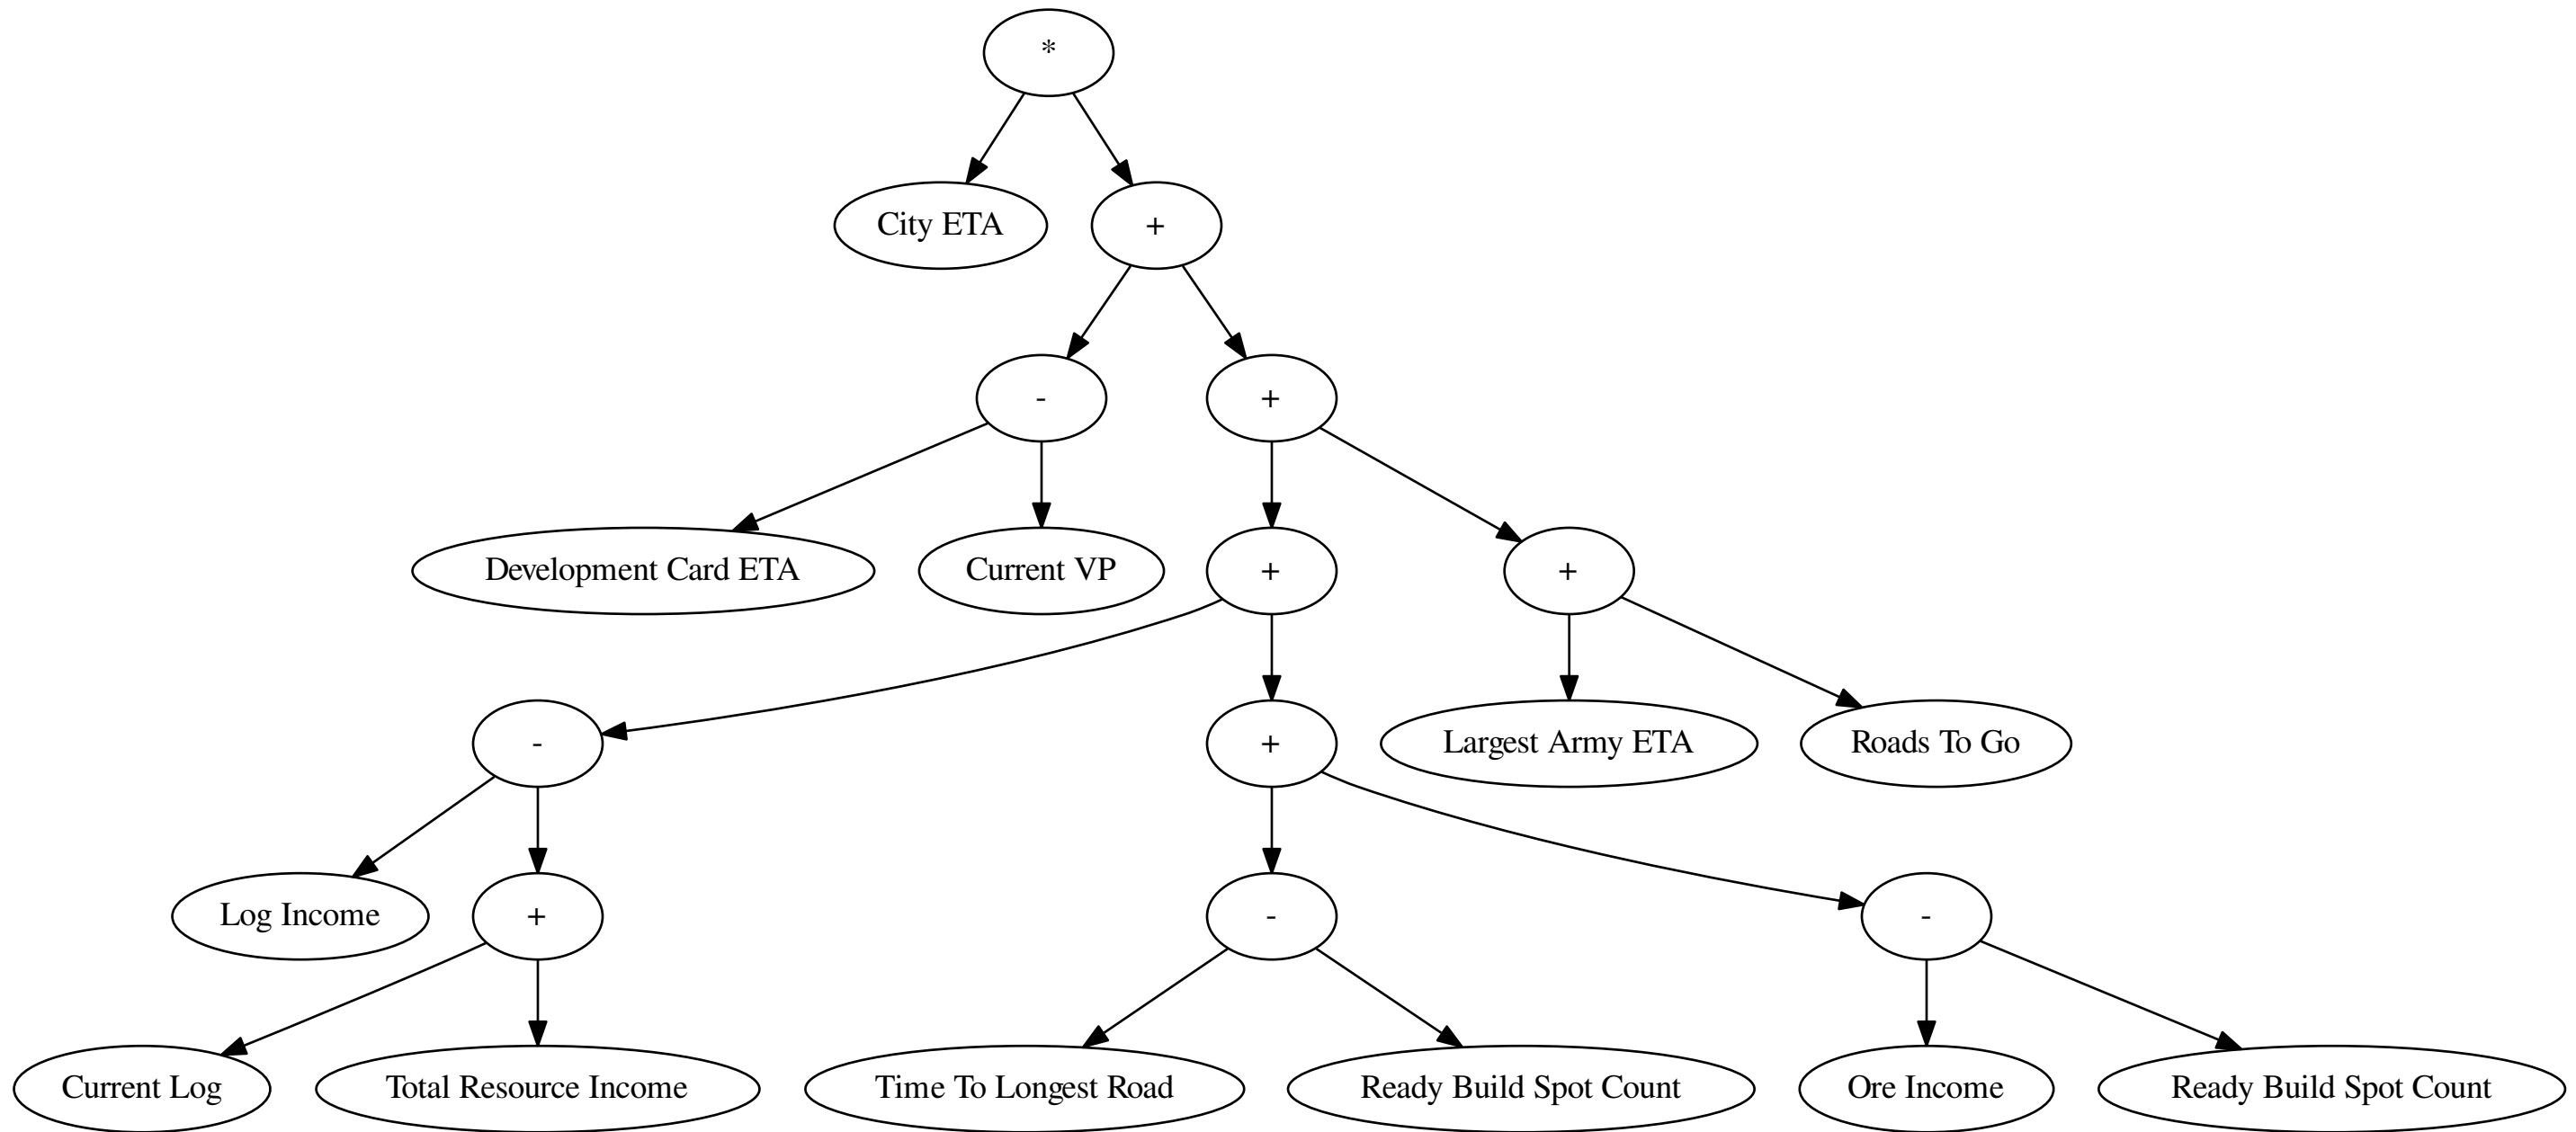 *
City ETA
+
-
+
Development Card ETA
Current VP
+
+
-
+
Largest Army ETA
Roads To Go
Log Income
+
-
-
Current Log
Total Resource Income
Time To Longest Road
Ready Build Spot Count
Ore Income
Ready Build Spot Count